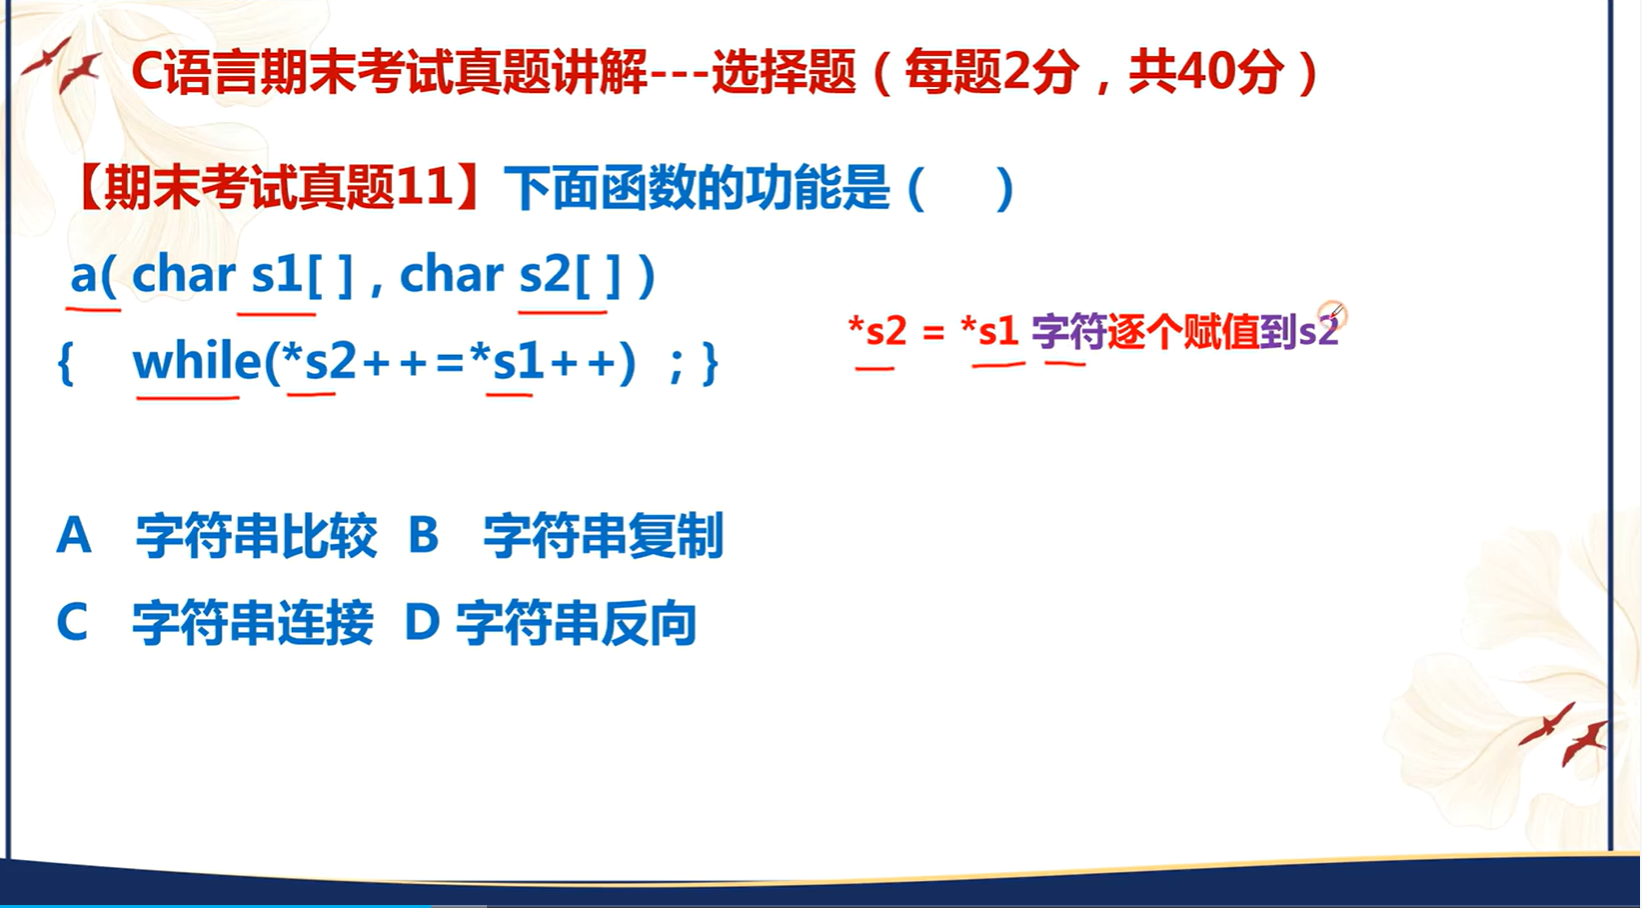 C语言期末考试真题讲解---选择题（每题2分，共40分）
【期末考试真题11】下面函数的功能是（ ）
a( char s1[ ] , char s2[ ] )
{ while(*s2++=*s1++) ; }
*s2 = *s1 字符逐个赋值到s2
A 字符串比较 B 字符串复制
C 字符串连接 D 字符串反向